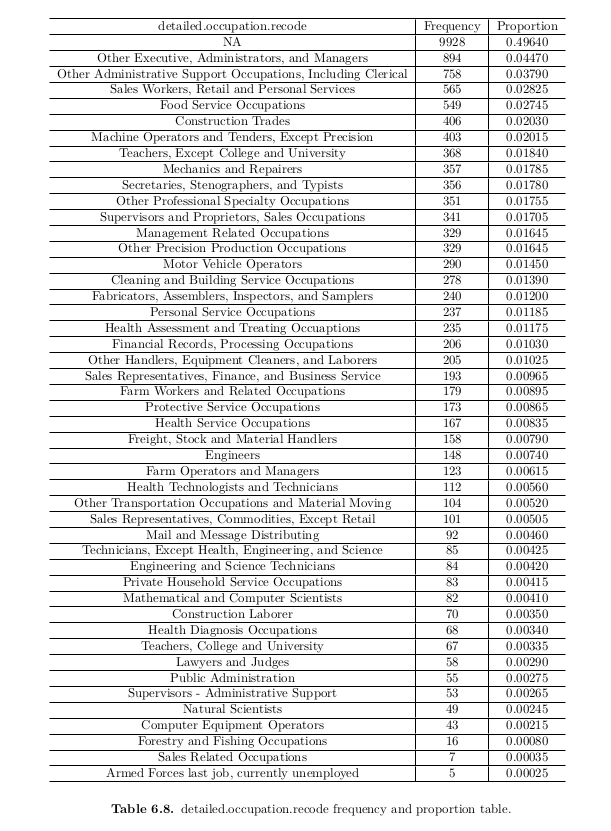 detailed.occupation.recode Frequency Proportion
NA 9928 0.49640
Other Executive, Administrators, and Managers 894 0.04470
Other Administrative Support Occupations, Including Clerical 758 0.03790
Sales Workers, Retail and Personal Services 565 0.02825
Food Service Occupations 549 0.02745
Construction Trades 406 0.02030
Machine Operators and Tenders, Except Precision 403 0.02015
Teachers, Except College and University 368 0.01840
Mechanics and Repairers 357 0.01785
Secretaries, Stenographers, and Typists 356 0.01780
Other Professional Specialty Occupations 351 0.01755
Supervisors and Proprietors, Sales Occupations 341 0.01705
Management Related Occupations 329 0.01645
Other Precision Production Occupations 329 0.01645
Motor Vehicle Operators 290 0.01450
Cleaning and Building Service Occupations 278 0.01390
Fabricators, Assemblers, Inspectors, and Samplers 240 0.01200
Personal Service Occupations 237 0.01185
Health Assessment and Treating Occuaptions 235 0.01175
Financial Records, Processing Occupations 206 0.01030
Other Handlers, Equipment Cleaners, and Laborers 205 0.01025
Sales Representatives, Finance, and Business Service 193 0.00965
Farm Workers and Related Occupations 179 0.00895
Protective Service Occupations 173 0.00865
Health Service Occupations 167 0.00835
Freight, Stock and Material Handlers 158 0.00790
Engineers 148 0.00740
Farm Operators and Managers 123 0.00615
Health Technologists and Technicians 112 0.00560
Other Transportation Occupations and Material Moving 104 0.00520
Sales Representatives, Commodities, Except Retail 101 0.00505
Mail and Message Distributing 92 0.00460
Technicians, Except Health, Engineering, and Science 85 0.00425
Engineering and Science Technicians 84 0.00420
Private Household Service Occupations 83 0.00415
Mathematical and Computer Scientists 82 0.00410
Construction Laborer 70 0.00350
Health Diagnosis Occupations 68 0.00340
Teachers, College and University 67 0.00335
Lawyers and Judges 58 0.00290
Public Administration 55 0.00275
Supervisors - Administrative Support 53 0.00265
Natural Scientists 49 0.00245
Computer Equipment Operators 43 0.00215
Forestry and Fishing Occupations 16 0.00080
Sales Related Occupations 7 0.00035
Armed Forces last job, currently unemployed 5 0.00025
Table 6.8. detailed.occupation.recode frequency and proportion table.